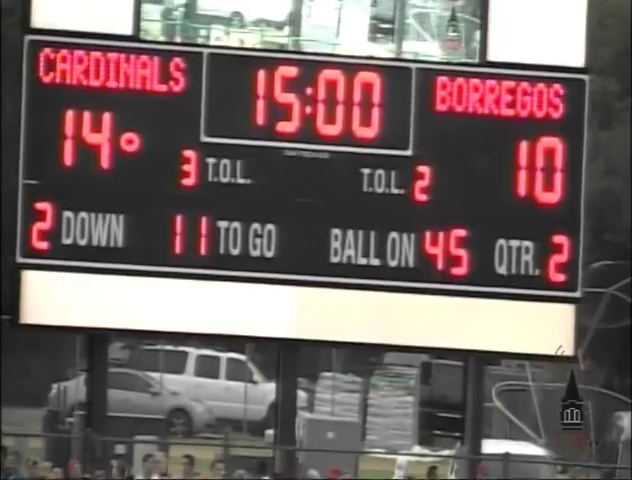 CARDINALS 15:00 BORREGOS
14 10
3 T.O.L. T.O.L. 2
2 DOWN 11 TO GO BALL ON 45 QTR. 2